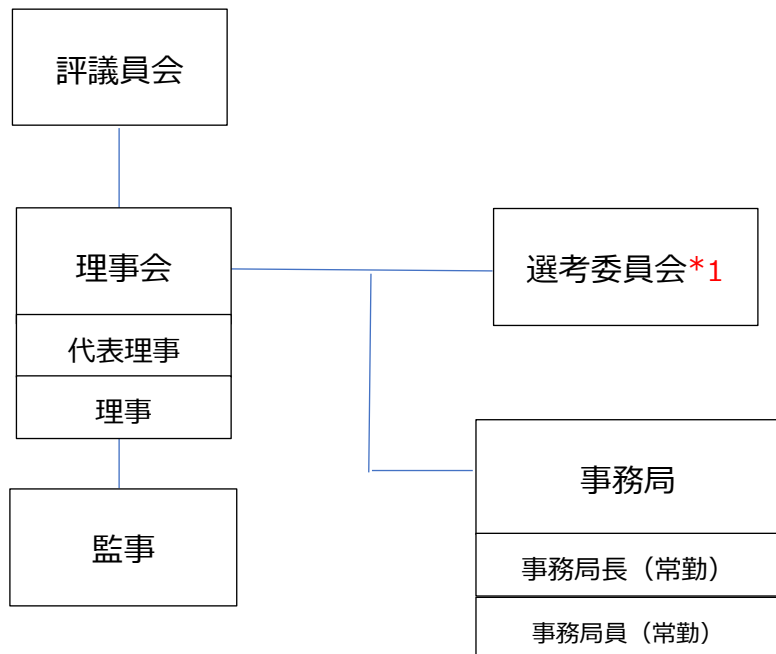 評議員会
理事会
選考委員会*1
代表理事
理事
事務局
監事
事務局長（常勤）
事務局員（常勤）